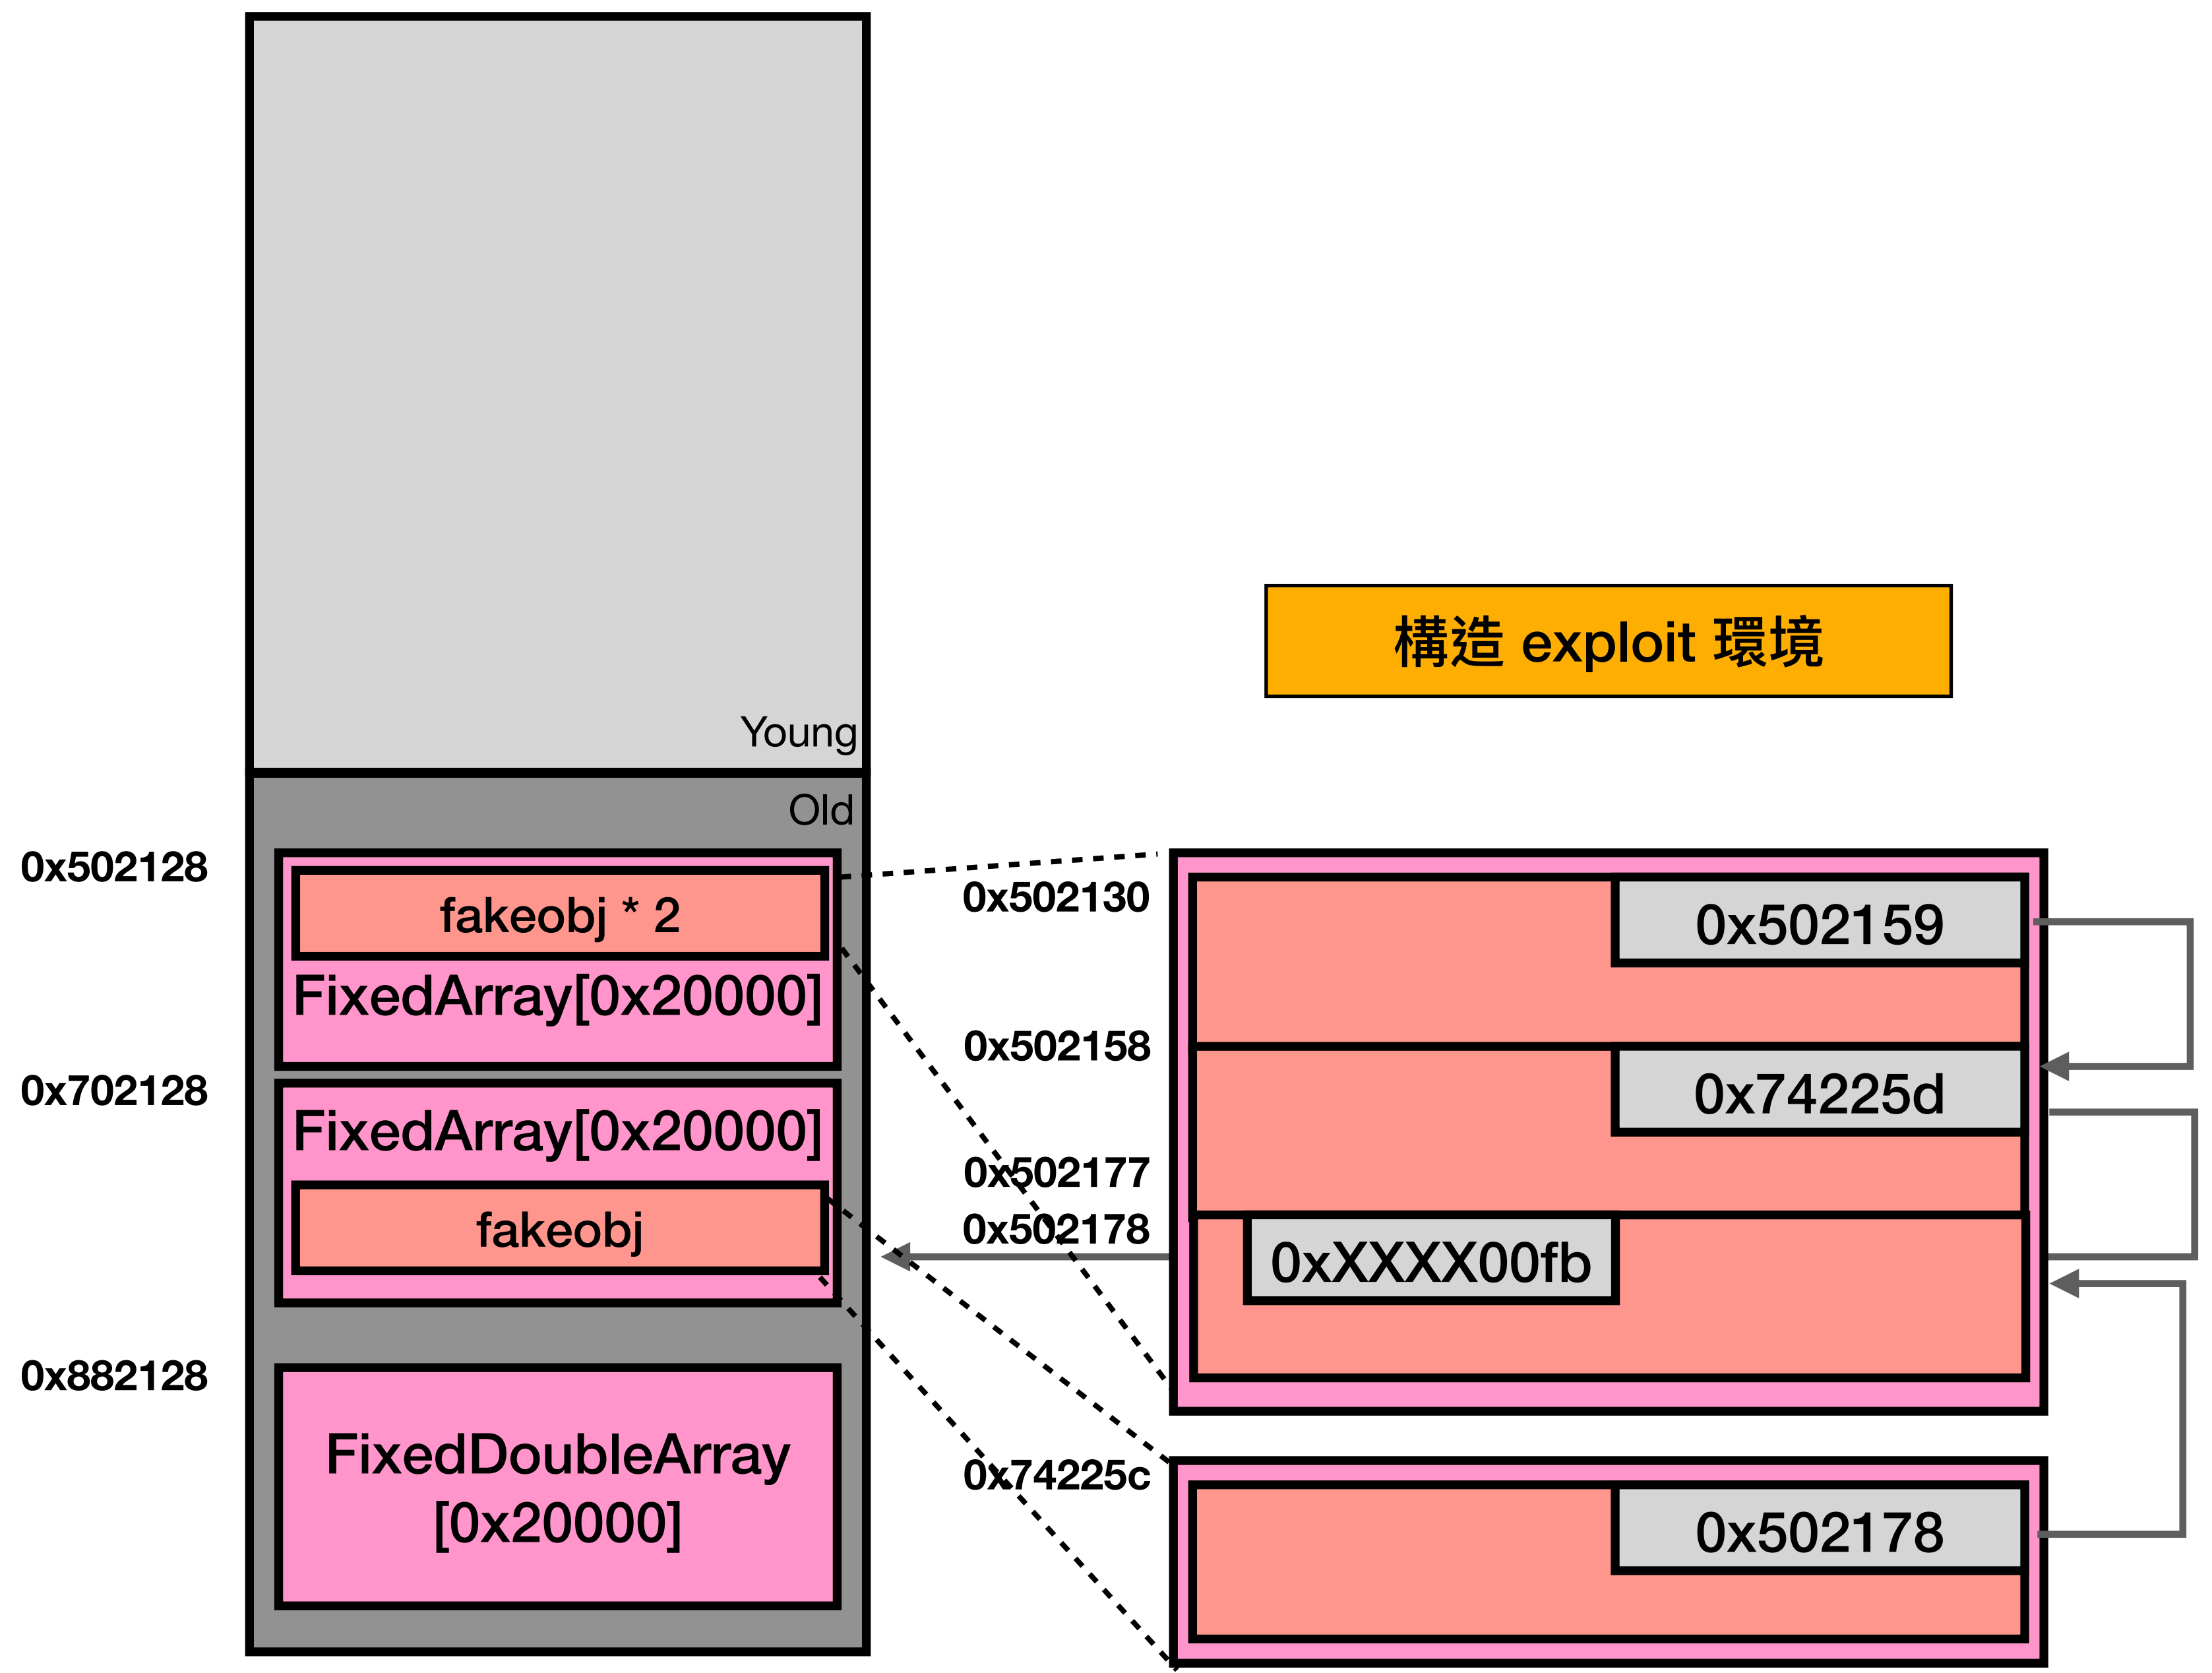 Young
Old
0x502128
fakeobj * 2
FixedArray[0x20000]
0x702128
FixedArray[0x20000]
fakeobj
0x882128
FixedDoubleArray
[0x20000]
構造 exploit 環境
0x502130
0x502159
0x502158
0x74225d
0x502177
0x502178
0xXXXX00fb
0x74225c
0x502178